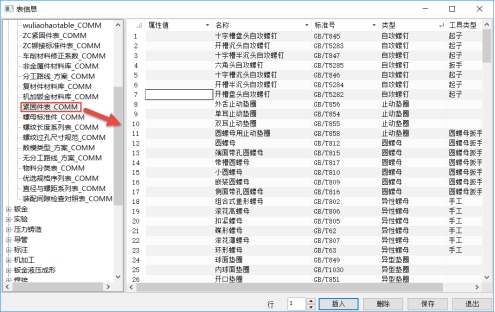 表信息
wuliaohaotable_COMM
ZC紧固件表_COMM
ZC铆接标准件表_COMM
车削材料修正系数_COMM
非金属件材料库_COMM
分工路线_方案_COMM
复材件材料库_COMM
机加钣金材料库_COMM
紧固件表_COMM
螺母标准件_COMM
螺纹长度系列表_COMM
螺纹过孔尺寸规范_COMM
数模类型_方案_COMM
无分工路线_方案_COMM
物料分类表_COMM
优选规格序列表_COMM
直径与螺距系列表_COMM
装配间隙检查对照表_COMM
钣金
实验
压力铸造
导管
标注
机加工
钣金液压成形
焊接
属性值 名称 标准号 类型 工具类型
1 十字槽盘头自攻螺钉 GB/T845 自攻螺钉 起子
2 开槽沉头自攻螺钉 GB/T5283 自攻螺钉 起子
3 十字槽半沉头自攻螺钉 GB/T847 自攻螺钉 起子
4 六角头自攻螺钉 GB/T5285 自攻螺钉 扳手
5 十字槽沉头自攻螺钉 GB/T846 自攻螺钉 起子
6 开槽半沉头自攻螺钉 GB/T5284 自攻螺钉 起子
7 开槽盘头自攻螺钉 GB/T5282 自攻螺钉 起子
8 外舌止动垫圈 GB/T856 止动垫圈
9 单耳止动垫圈 GB/T854 止动垫圈
10 双耳止动垫圈 GB/T855 止动垫圈
11 圆螺母用止动垫圈 GB/T858 止动垫圈 圆螺母扳手
12 圆螺母 GB/T812 圆螺母 圆螺母扳手
13 端面带孔圆螺母 GB/T815 圆螺母 圆螺母扳手
14 带槽圆螺母 GB/T817 圆螺母 圆螺母扳手
15 小圆螺母 GB/T810 圆螺母 圆螺母扳手
16 嵌装圆螺母 GB/T809 圆螺母 圆螺母扳手
17 侧面带孔圆螺母 GB/T816 圆螺母 圆螺母扳手
18 组合式盖形螺母 GB/T802 异性螺母 手工
19 滚花高螺母 GB/T806 异性螺母 手工
20 扣紧螺母 GB/T805 异性螺母 手工
21 蝶形螺母 GB/T62 异性螺母 手工
22 滚花薄螺母 GB/T807 异性螺母 手工
23 环形螺母 GB/T63 异性螺母 手工
24 球面垫圈 GB/T849 异型垫圈
25 内球面垫圈 GB/T1030 异型垫圈
26 开口垫圈 GB/T851 异型垫圈
行 1 插入 删除 保存 退出